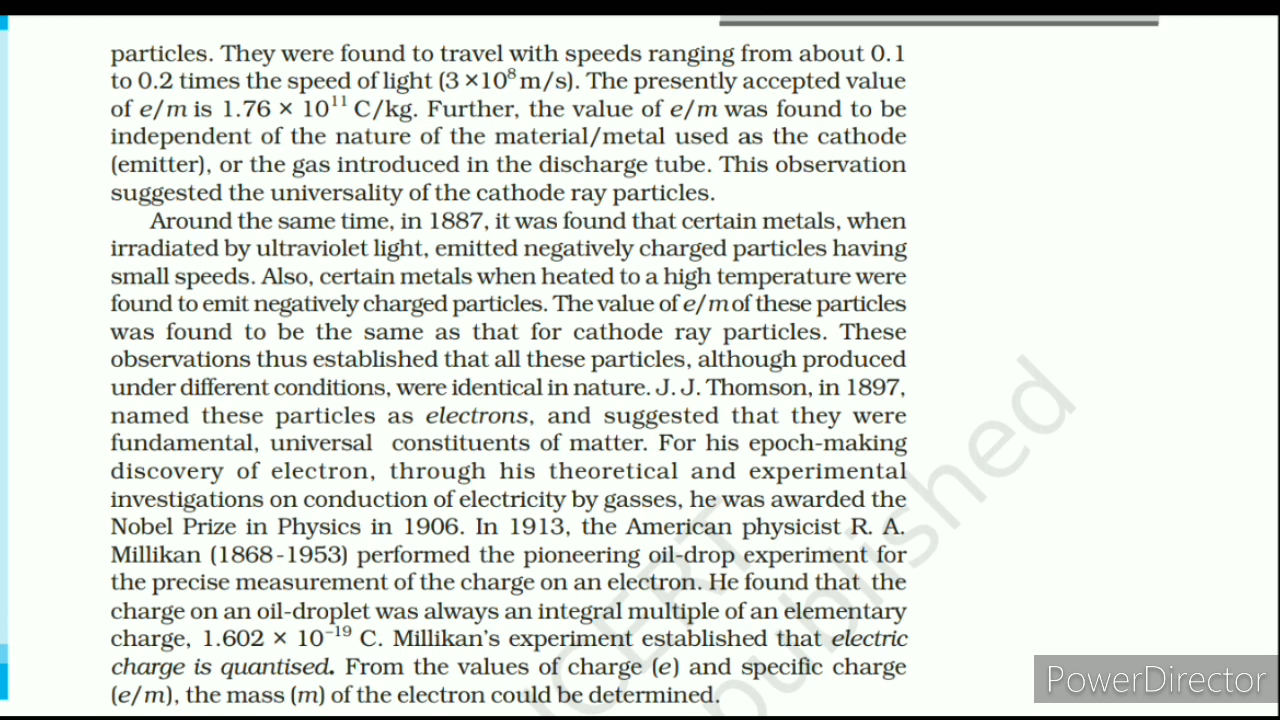 particles. They were found to travel with speeds ranging from about 0.1
to 0.2 times the speed of light (3 ×10⁸ m/s). The presently accepted value
of e/m is 1.76 × 10¹¹ C/kg. Further, the value of e/m was found to be
independent of the nature of the material/metal used as the cathode
(emitter), or the gas introduced in the discharge tube. This observation
suggested the universality of the cathode ray particles.
Around the same time, in 1887, it was found that certain metals, when
irradiated by ultraviolet light, emitted negatively charged particles having
small speeds. Also, certain metals when heated to a high temperature were
found to emit negatively charged particles. The value of e/m of these particles
was found to be the same as that for cathode ray particles. These
observations thus established that all these particles, although produced
under different conditions, were identical in nature. J. J. Thomson, in 1897,
named these particles as electrons, and suggested that they were
fundamental, universal constituents of matter. For his epoch-making
discovery of electron, through his theoretical and experimental
investigations on conduction of electricity by gasses, he was awarded the
Nobel Prize in Physics in 1906. In 1913, the American physicist R. A.
Millikan (1868-1953) performed the pioneering oil-drop experiment for
the precise measurement of the charge on an electron. He found that the
charge on an oil-droplet was always an integral multiple of an elementary
charge, 1.602 × 10⁻¹⁹ C. Millikan's experiment established that electric
charge is quantised. From the values of charge (e) and specific charge
(e/m), the mass (m) of the electron could be determined.
NCERT
published
PowerDirector